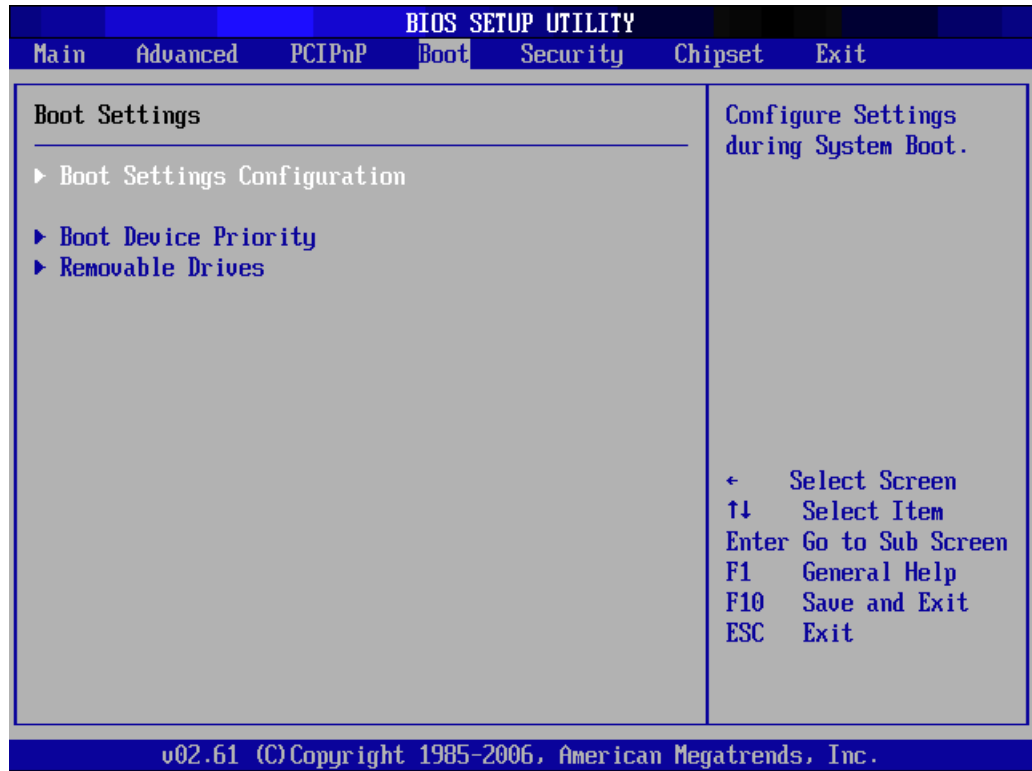 BIOS SETUP UTILITY
Main Advanced PCIPnP Boot Security Chipset Exit
Boot Settings
▶ Boot Settings Configuration
▶ Boot Device Priority
▶ Removable Drives
Configure Settings
during System Boot.
← Select Screen
↑↓ Select Item
Enter Go to Sub Screen
F1 General Help
F10 Save and Exit
ESC Exit
v02.61 (C)Copyright 1985-2006, American Megatrends, Inc.